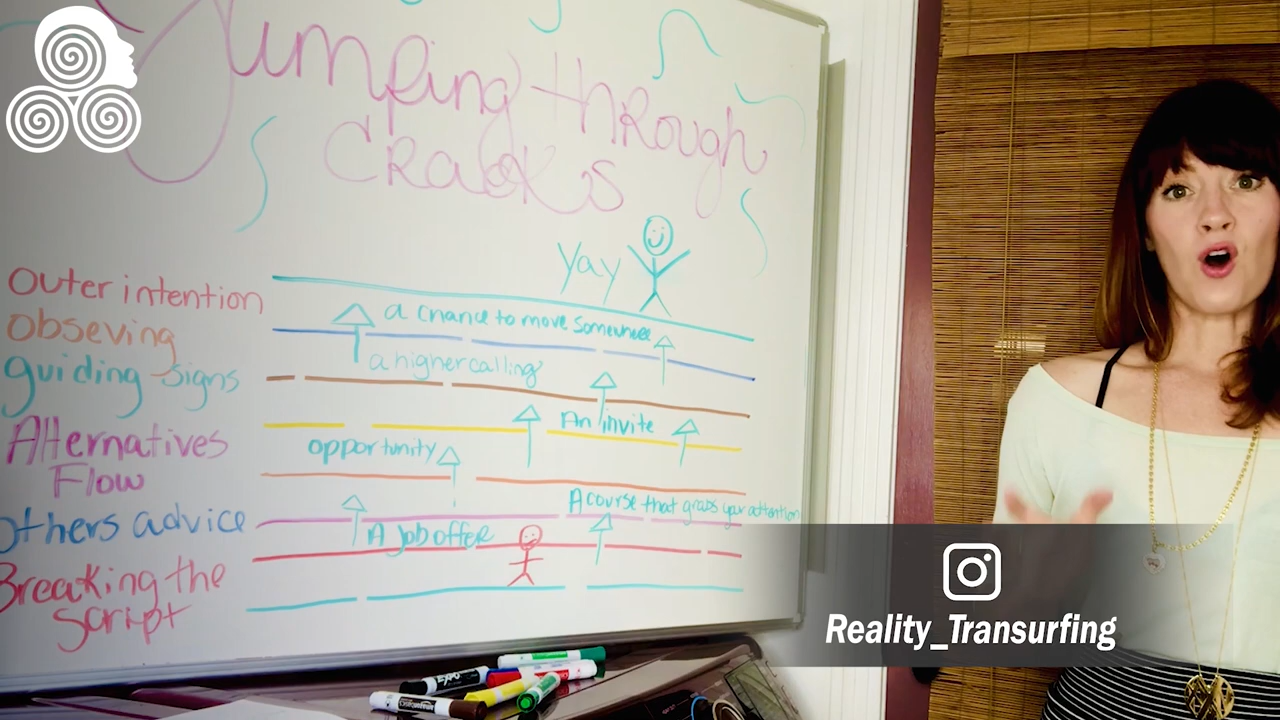 Jumping through
Cracks
Yay
Outer intention
a chance to move somewhere
obseving
a higher calling
guiding signs
An invite
Alternatives
Flow
opportunity
A course that grabs your attention
Others advice
A Job offer
Breaking the
script
EXPO
Reality_Transurfing